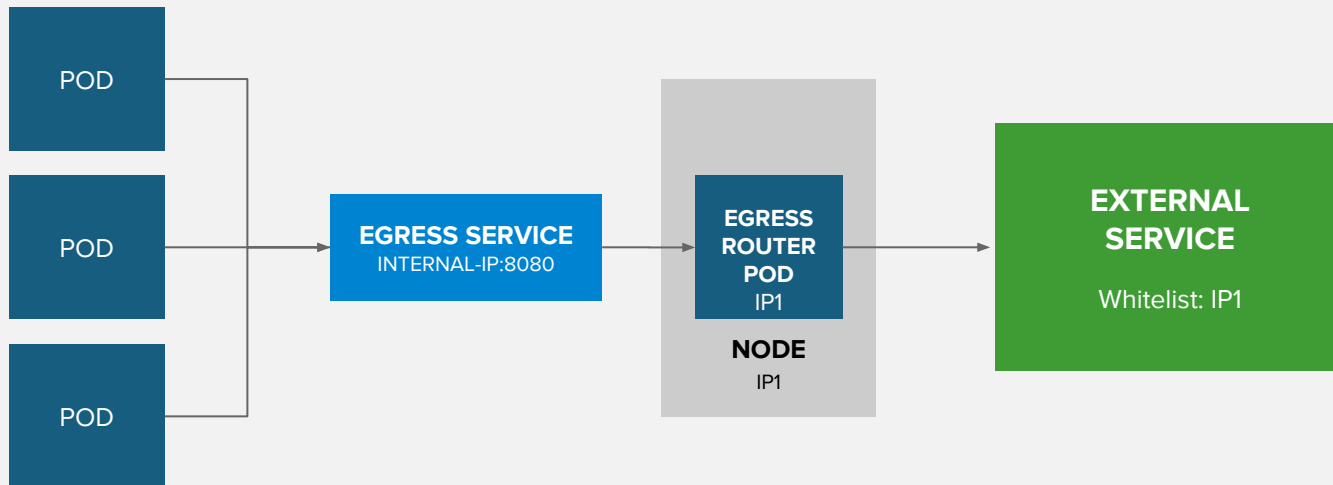 POD
POD
POD
EGRESS SERVICE
INTERNAL-IP:8080
EGRESS
ROUTER
POD
IP1
NODE
IP1
EXTERNAL
SERVICE
Whitelist: IP1